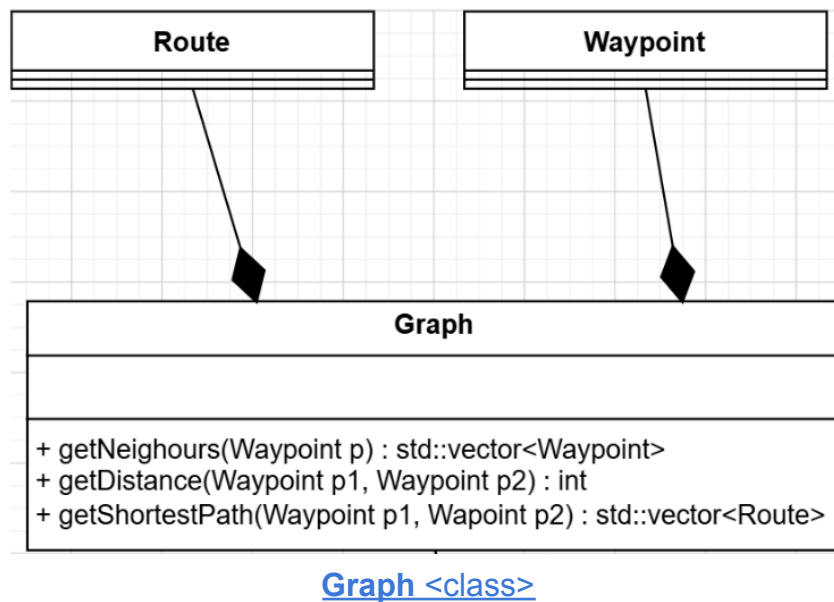 Route
Waypoint
Graph
+ getNeighours(Waypoint p) : std::vector<Waypoint>
+ getDistance(Waypoint p1, Waypoint p2) : int
+ getShortestPath(Waypoint p1, Wapoint p2) : std::vector<Route>
Graph <class>